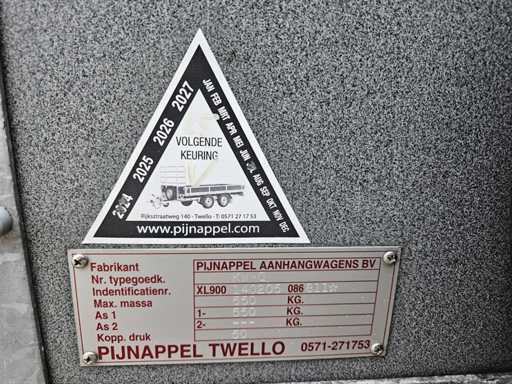 2024 2025 2026 2027
JAN FEB MRT APR MEI JUN JUL AUG SEP OKT NOV DEC
VOLGENDE
KEURING
Rijksstraatweg 140 - Twello - T: 0571 27 17 53
www.pijnappel.com
Fabrikant PIJNAPPEL AANHANGWAGENS BV
Nr. typegoedk.
Indentificatienr. XL900 086
Max. massa KG.
As 1 1- 550 KG.
As 2 2- --- KG.
Kopp. druk
PIJNAPPEL TWELLO 0571-271753